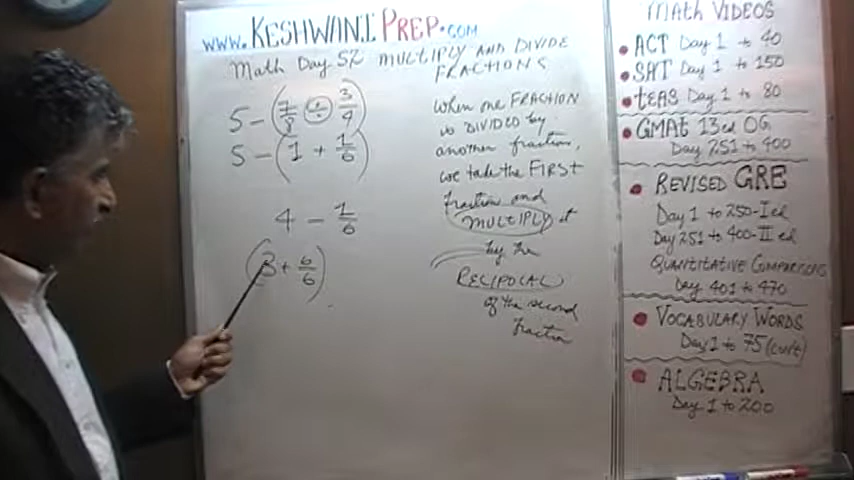 www.KESHWANI PREP.COM
Math Day 52 MULTIPLY AND DIVIDE
FRACTIONS
5 - (7/8 ÷ 3/4)
5 - (1 + 1/6)
4 - 1/6
(3 + 6/6)
When one FRACTION
is DIVIDED by
another fraction,
we take the FIRST
fraction and
MULTIPLY it
by the
RECIPOCAL
of the second
fraction
Math VIDEOS
ACT Day 1 to 40
SAT Day 1 to 150
TEAS Day 1 to 80
GMAt 13ed OG
Day 251 to 400
REVISED GRE
Day 1 to 250-I ed
Day 251 to 400-II ed
QUANTITATIVE COMPARISONS
Day 401 to 470
VOCABULARY WORDS
Day 1 to 75 (con't)
ALGEBRA
Day 1 to 200